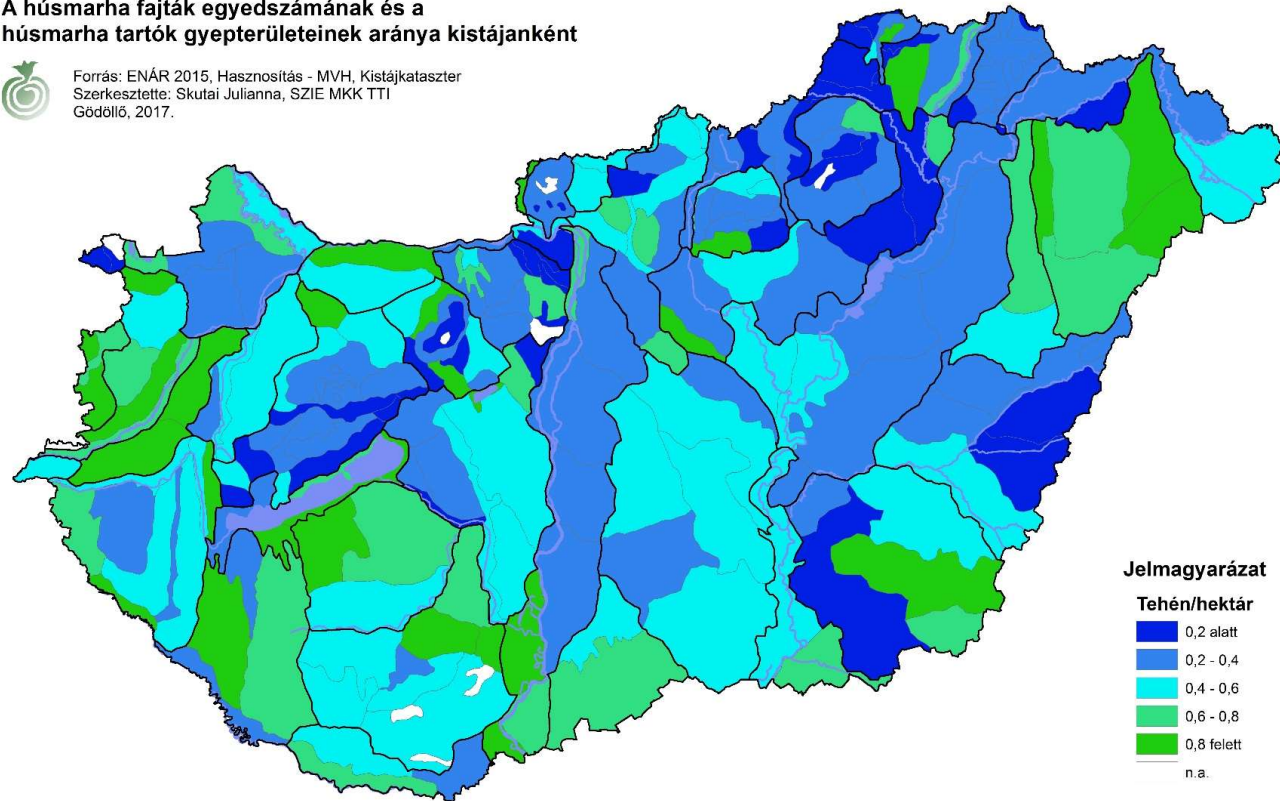 A húsmarha fajták egyedszámának és a
húsmarha tartók gyepterületeinek aránya kistájanként
Forrás: ENÁR 2015, Hasznosítás - MVH, Kistájkataszter
Szerkesztette: Skutai Julianna, SZIE MKK TTI
Gödöllő, 2017.
Jelmagyarázat
Tehén/hektár
0,2 alatt
0,2 - 0,4
0,4 - 0,6
0,6 - 0,8
0,8 felett
n.a.